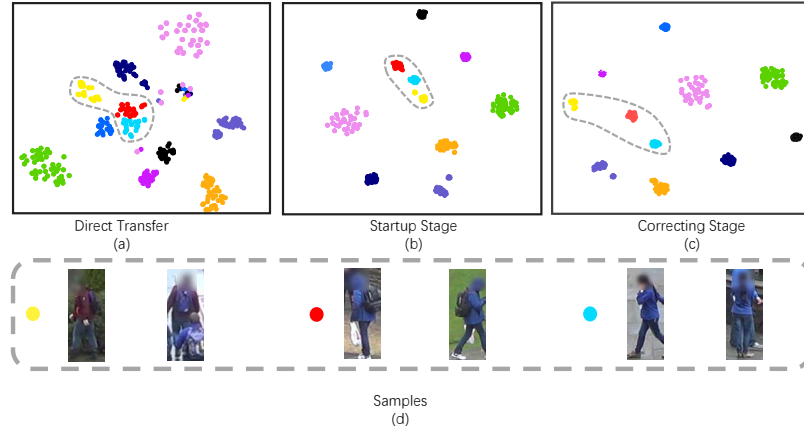 Direct Transfer
(a)
Startup Stage
(b)
Correcting Stage
(c)
Samples
(d)